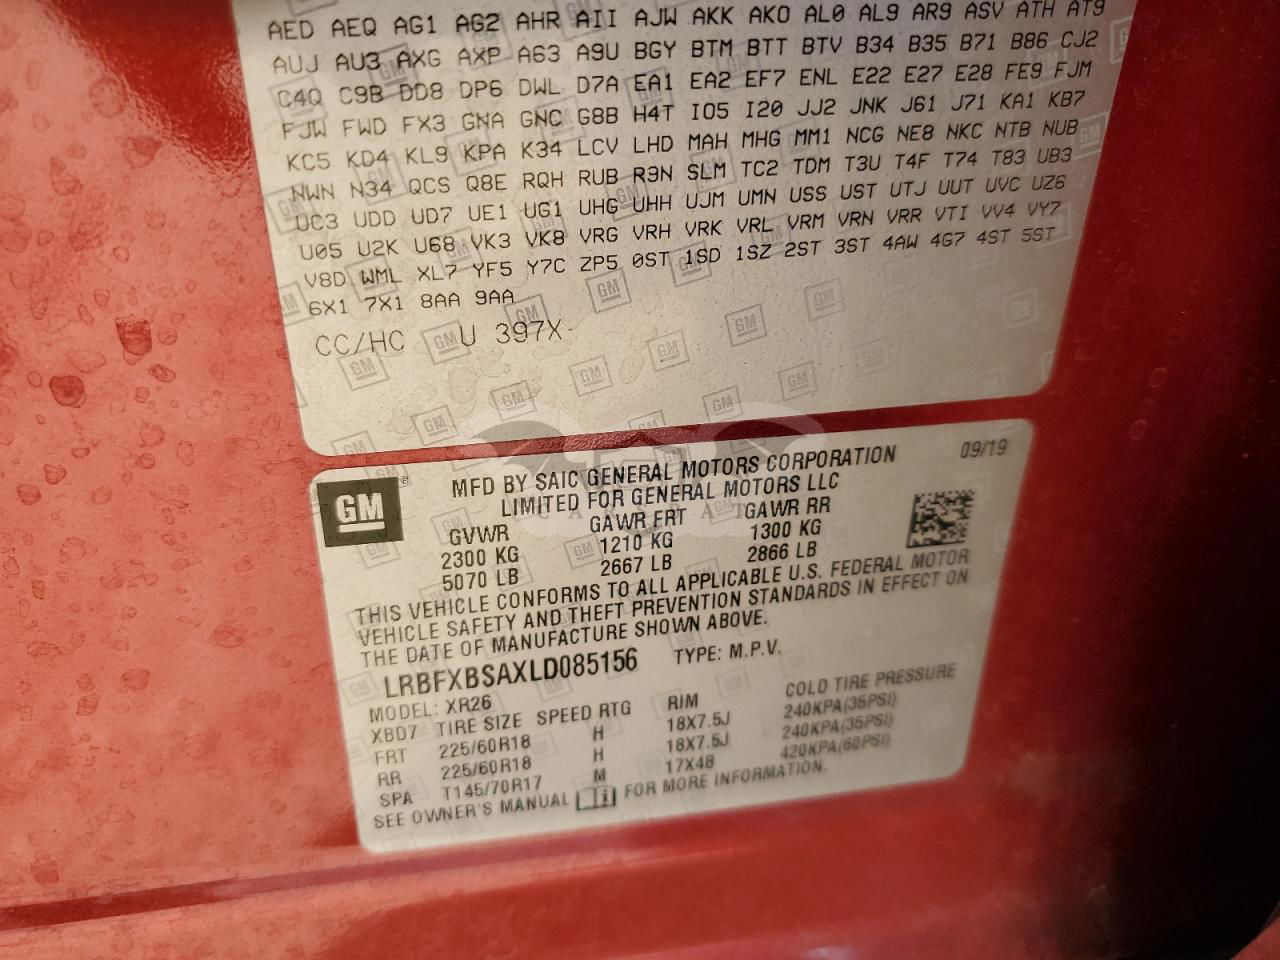 AED AEQ AG1 AG2 AHR AII AJW AKK AKO AL0 AL9 AR9 ASV ATH AT9
AUJ AU3 AXG AXP A63 A9U BGY BTM BTT BTV B34 B35 B71 B86 CJ2
C4Q C9B DD8 DP6 DWL D7A EA1 EA2 EF7 ENL E22 E27 E28 FE9 FJM
FJW FWD FX3 GNA GNC G8B H4T IO5 I20 JJ2 JNK J61 J71 KA1 KB7
KC5 KD4 KL9 KPA K34 LCV LHD MAH MHG MM1 NCG NE8 NKC NTB NUB
NWN N34 QCS Q8E RQH RUB R9N SLM TC2 TDM T3U T4F T74 T83 UB3
UC3 UDD UD7 UE1 UG1 UHG UHH UJM UMN USS UST UTJ UUT UVC UZ6
U05 U2K U68 VK3 VK8 VRG VRH VRK VRL VRM VRN VRR VTI VV4 VY7
V8D WML XL7 YF5 Y7C ZP5 0ST 1SD 1SZ 2ST 3ST 4AW 4G7 4ST 5ST
6X1 7X1 8AA 9AA
CC/HC U 397X
GM® MFD BY SAIC GENERAL MOTORS CORPORATION 09/19
LIMITED FOR GENERAL MOTORS LLC
GVWR GAWR FRT GAWR RR
2300 KG 1210 KG 1300 KG
5070 LB 2667 LB 2866 LB
THIS VEHICLE CONFORMS TO ALL APPLICABLE U.S. FEDERAL MOTOR
VEHICLE SAFETY AND THEFT PREVENTION STANDARDS IN EFFECT ON
THE DATE OF MANUFACTURE SHOWN ABOVE.
LRBFXBSAXLD085156 TYPE: M.P.V.
MODEL: XR26
XBD7 TIRE SIZE SPEED RTG RIM COLD TIRE PRESSURE
FRT 225/60R18 H 18X7.5J 240KPA(35PSI)
RR 225/60R18 H 18X7.5J 240KPA(35PSI)
SPA T145/70R17 M 17X4B 420KPA(60PSI)
SEE OWNER'S MANUAL FOR MORE INFORMATION.